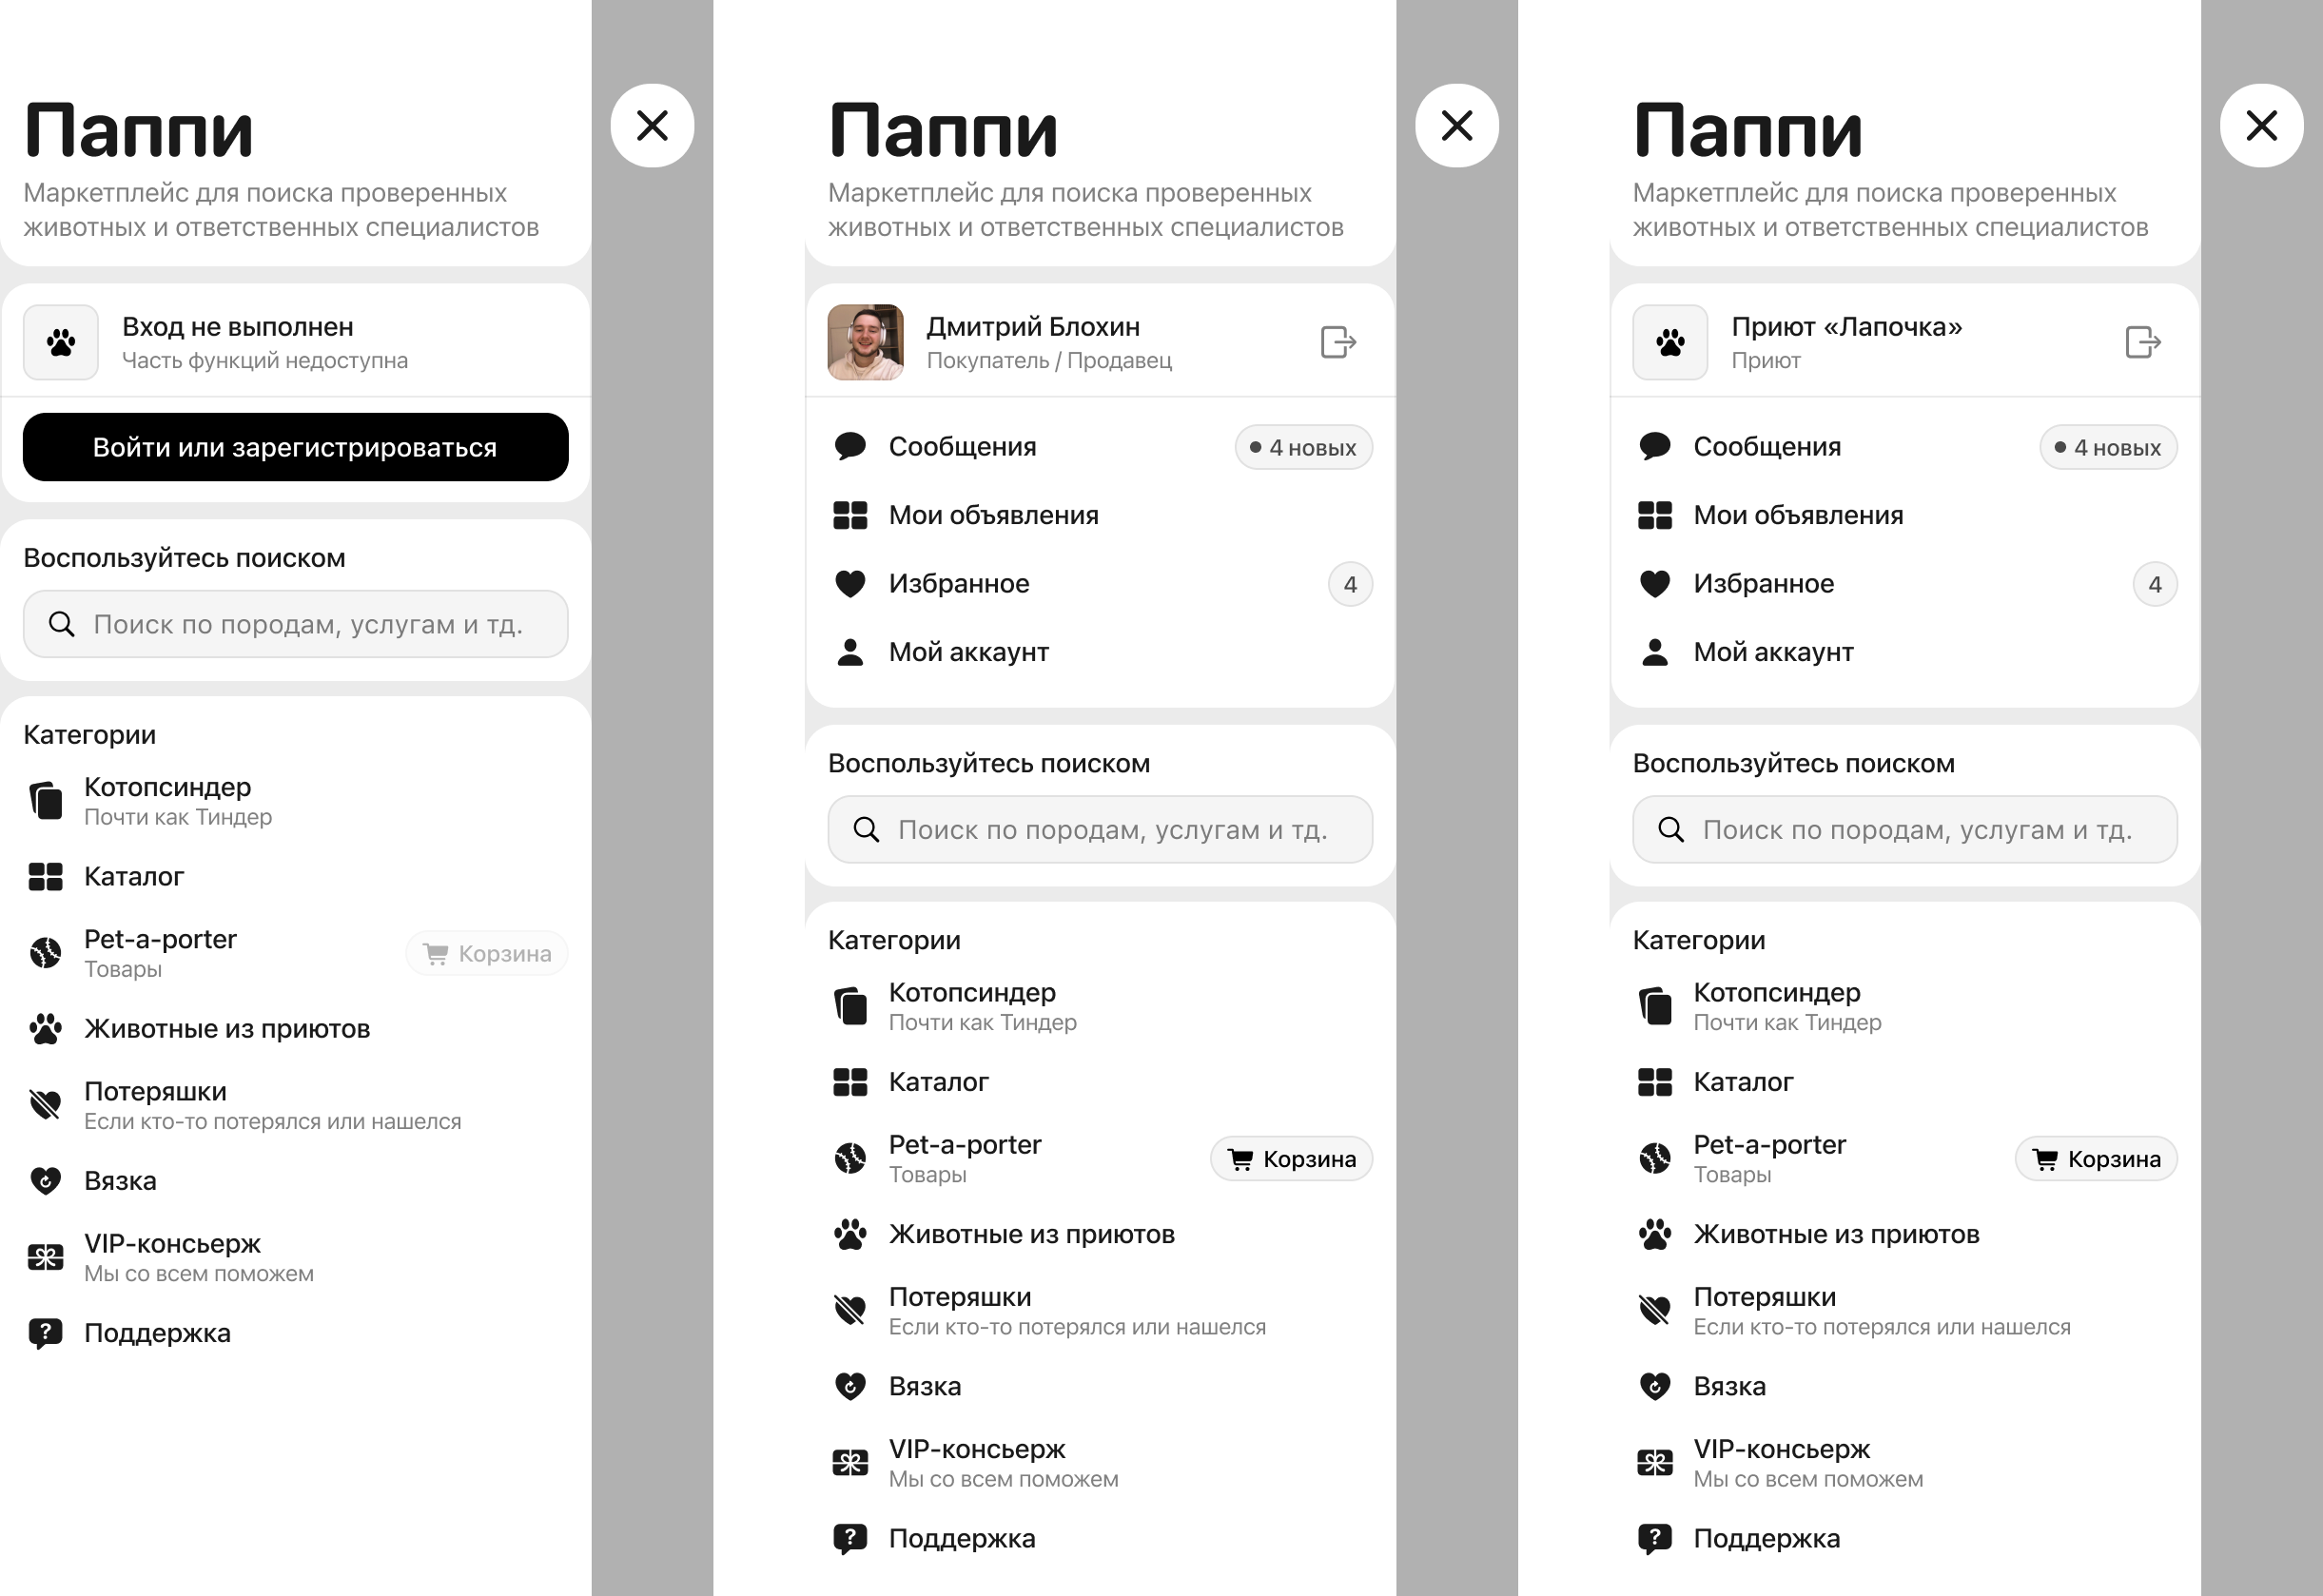 Паппи
Маркетплейс для поиска проверенных
животных и ответственных специалистов
Вход не выполнен
Часть функций недоступна
Войти или зарегистрироваться
Воспользуйтесь поиском
Поиск по породам, услугам и тд.
Категории
Котопсиндер
Почти как Тиндер
Каталог
Pet-a-porter
Товары
Корзина
Животные из приютов
Потеряшки
Если кто-то потерялся или нашелся
Вязка
VIP-консьерж
Мы со всем поможем
Поддержка
Паппи
Маркетплейс для поиска проверенных
животных и ответственных специалистов
Дмитрий Блохин
Покупатель / Продавец
Сообщения
4 новых
Мои объявления
Избранное
4
Мой аккаунт
Воспользуйтесь поиском
Поиск по породам, услугам и тд.
Категории
Котопсиндер
Почти как Тиндер
Каталог
Pet-a-porter
Товары
Корзина
Животные из приютов
Потеряшки
Если кто-то потерялся или нашелся
Вязка
VIP-консьерж
Мы со всем поможем
Поддержка
Паппи
Маркетплейс для поиска проверенных
животных и ответственных специалистов
Приют «Лапочка»
Приют
Сообщения
4 новых
Мои объявления
Избранное
4
Мой аккаунт
Воспользуйтесь поиском
Поиск по породам, услугам и тд.
Категории
Котопсиндер
Почти как Тиндер
Каталог
Pet-a-porter
Товары
Корзина
Животные из приютов
Потеряшки
Если кто-то потерялся или нашелся
Вязка
VIP-консьерж
Мы со всем поможем
Поддержка